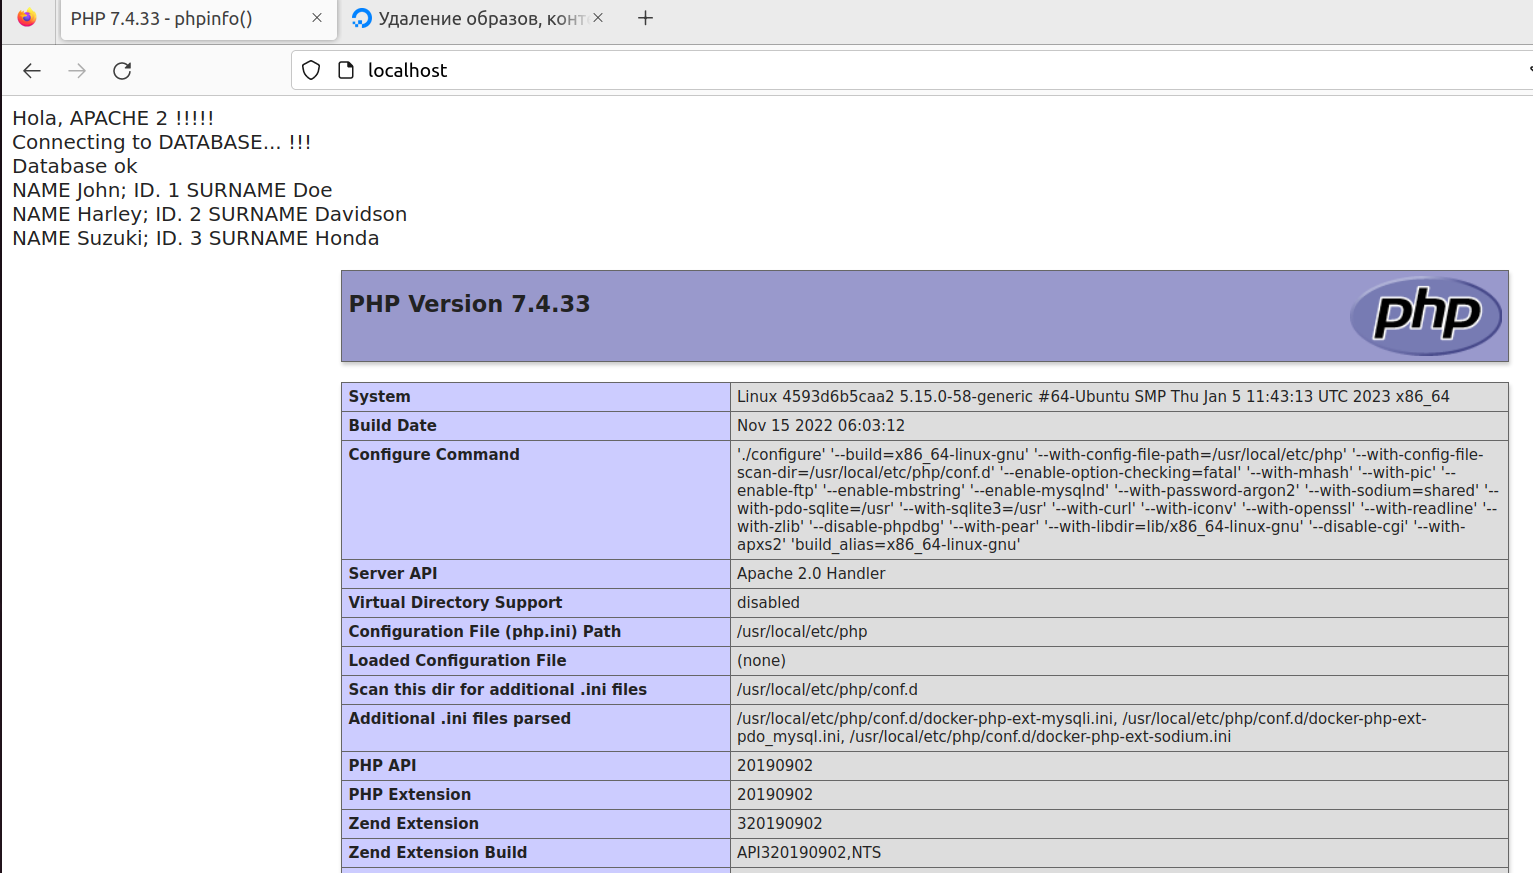 PHP 7.4.33 - phpinfo()
Удаление образов, конт
localhost
Hola, APACHE 2 !!!!!
Connecting to DATABASE... !!!
Database ok
NAME John; ID. 1 SURNAME Doe
NAME Harley; ID. 2 SURNAME Davidson
NAME Suzuki; ID. 3 SURNAME Honda
PHP Version 7.4.33
php
System
Linux 4593d6b5caa2 5.15.0-58-generic #64-Ubuntu SMP Thu Jan 5 11:43:13 UTC 2023 x86_64
Build Date
Nov 15 2022 06:03:12
Configure Command
'./configure' '--build=x86_64-linux-gnu' '--with-config-file-path=/usr/local/etc/php' '--with-config-file-
scan-dir=/usr/local/etc/php/conf.d' '--enable-option-checking=fatal' '--with-mhash' '--with-pic' '--
enable-ftp' '--enable-mbstring' '--enable-mysqlnd' '--with-password-argon2' '--with-sodium=shared' '--
with-pdo-sqlite=/usr' '--with-sqlite3=/usr' '--with-curl' '--with-iconv' '--with-openssl' '--with-readline' '--
with-zlib' '--disable-phpdbg' '--with-pear' '--with-libdir=lib/x86_64-linux-gnu' '--disable-cgi' '--with-
apxs2' 'build_alias=x86_64-linux-gnu'
Server API
Apache 2.0 Handler
Virtual Directory Support
disabled
Configuration File (php.ini) Path
/usr/local/etc/php
Loaded Configuration File
(none)
Scan this dir for additional .ini files
/usr/local/etc/php/conf.d
Additional .ini files parsed
/usr/local/etc/php/conf.d/docker-php-ext-mysqli.ini, /usr/local/etc/php/conf.d/docker-php-ext-
pdo_mysql.ini, /usr/local/etc/php/conf.d/docker-php-ext-sodium.ini
PHP API
20190902
PHP Extension
20190902
Zend Extension
320190902
Zend Extension Build
API320190902,NTS